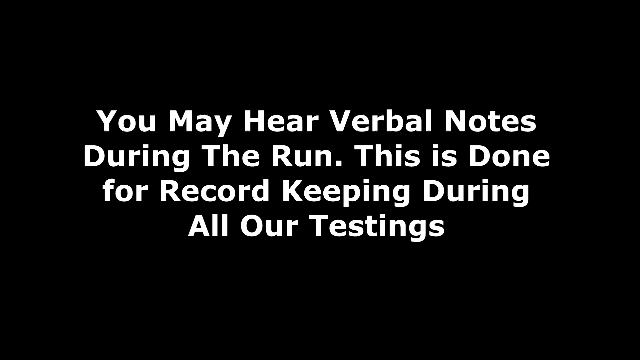 You May Hear Verbal Notes
During The Run. This is Done
for Record Keeping During
All Our Testings